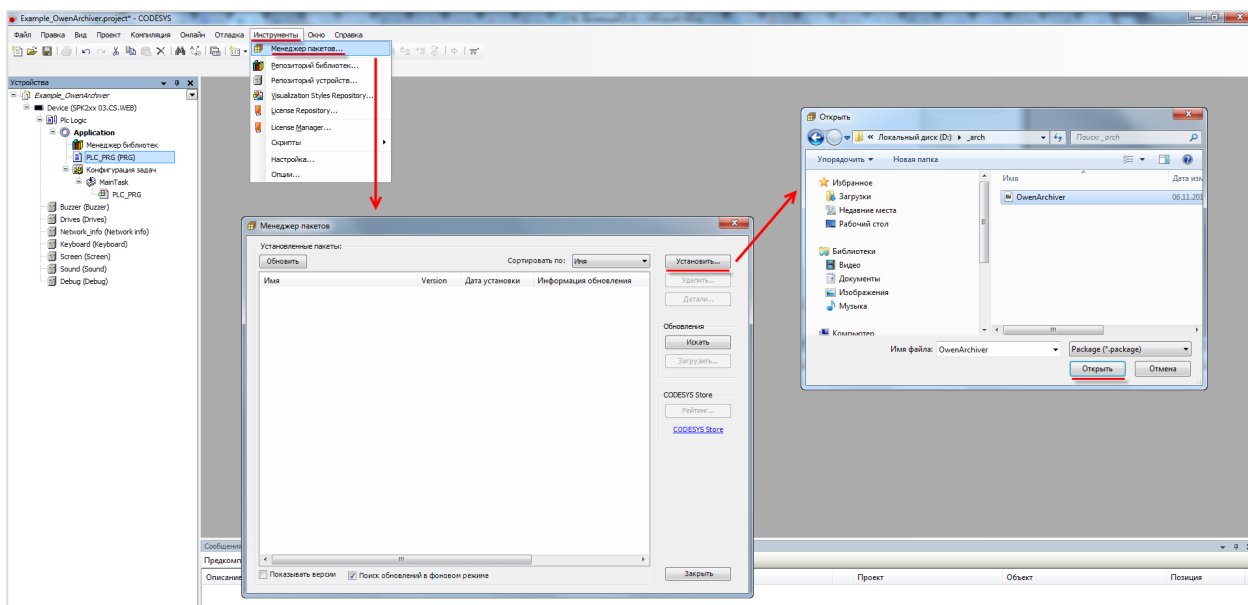 Example_OwenArchiver.project* - CODESYS
Файл Правка Вид Проект Компиляция Онлайн Отладка Инструменты Окно Справка
Менеджер пакетов...
Репозиторий библиотек...
Репозиторий устройств...
Visualization Styles Repository...
License Repository...
License Manager...
Скрипты
Настройка...
Опции...
Устройства
Example_OwenArchiver
Device (SPK2xx 03.CS.WEB)
Plc Logic
Application
Менеджер библиотек
PLC_PRG (PRG)
Конфигурация задач
MainTask
PLC_PRG
Buzzer (Buzzer)
Drives (Drives)
Network_info (Network info)
Keyboard (Keyboard)
Screen (Screen)
Sound (Sound)
Debug (Debug)
Менеджер пакетов
Установленные пакеты:
Обновить
Сортировать по: Имя
Имя Version Дата установки Информация обновления
Установить...
Удалить...
Детали...
Обновления
Искать
Загрузить...
CODESYS Store
Рейтинг...
CODESYS Store
Показывать версии
Поиск обновлений в фоновом режиме
Закрыть
Открыть
« Локальный диск (D:) ▸ _arch
Поиск: _arch
Упорядочить Новая папка
Избранное
Загрузки
Недавние места
Рабочий стол
Библиотеки
Видео
Документы
Изображения
Музыка
Компьютер
Имя Дата изм
OwenArchiver 06.11.201
Имя файла: OwenArchiver
Package (*.package)
Открыть Отмена
Сообщения
Предкомп
Описание Проект Объект Позиция